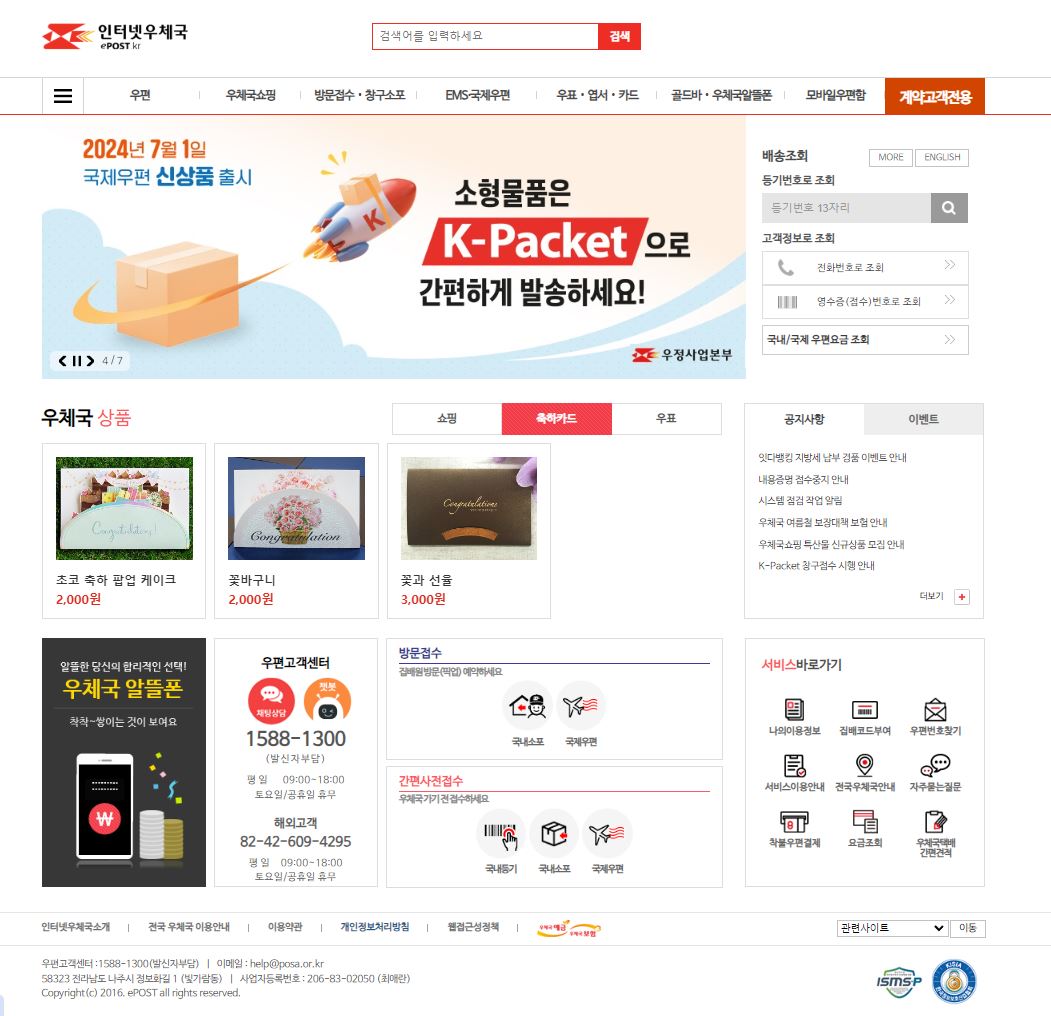 인터넷우체국
ePOST kr
검색어를 입력하세요
검색
우편
우체국쇼핑
방문접수・창구소포
EMS·국제우편
우표・엽서・카드
골드바・우체국알뜰폰
모바일우편함
계약고객전용
2024년 7월 1일
국제우편 신상품 출시
소형물품은
K-Packet으로
간편하게 발송하세요!
K
우정사업본부
4 / 7
배송조회
MORE
ENGLISH
등기번호로 조회
등기번호 13자리
고객정보로 조회
전화번호로 조회
영수증(접수)번호로 조회
국내/국제 우편요금 조회
우체국 상품
쇼핑
축하카드
우표
Congratulations!
초코 축하 팝업 케이크
2,000원
Congratulation
꽃바구니
2,000원
Congratulations
꽃과 선율
3,000원
공지사항
이벤트
잇다뱅킹 지방세 납부 경품 이벤트 안내
내용증명 접수중지 안내
시스템 점검 작업 알림
우체국 여름철 보장대책 보험 안내
우체국쇼핑 특산물 신규상품 모집 안내
K-Packet 창구접수 시행 안내
더보기
알뜰한 당신의 합리적인 선택!
우체국 알뜰폰
착착~쌓이는 것이 보여요
₩
우편고객센터
채팅상담
챗봇
1588-1300
(발신자부담)
평 일 09:00~18:00
토요일/공휴일 휴무
해외고객
82-42-609-4295
평 일 09:00~18:00
토요일/공휴일 휴무
방문접수
집배원 방문(픽업) 예약하세요
국내소포
국제우편
간편사전접수
우체국 가기 전 접수하세요
국내등기
국내소포
국제우편
서비스바로가기
나의이용정보
집배코드부여
우편번호찾기
서비스이용안내
전국우체국안내
자주묻는질문
착불우편결제
요금조회
우체국택배
간편견적
인터넷우체국소개
전국 우체국 이용안내
이용약관
개인정보처리방침
웹접근성정책
우체국 예금
우체국 보험
관련사이트
이동
우편고객센터 :1588-1300(발신자부담) | 이메일 : help@posa.or.kr
58323 전라남도 나주시 정보화길 1 (빛가람동) | 사업자등록번호 : 206-83-02050 (최애란)
Copyright(c) 2016. ePOST all rights reserved.
ISMS-P
KISIA